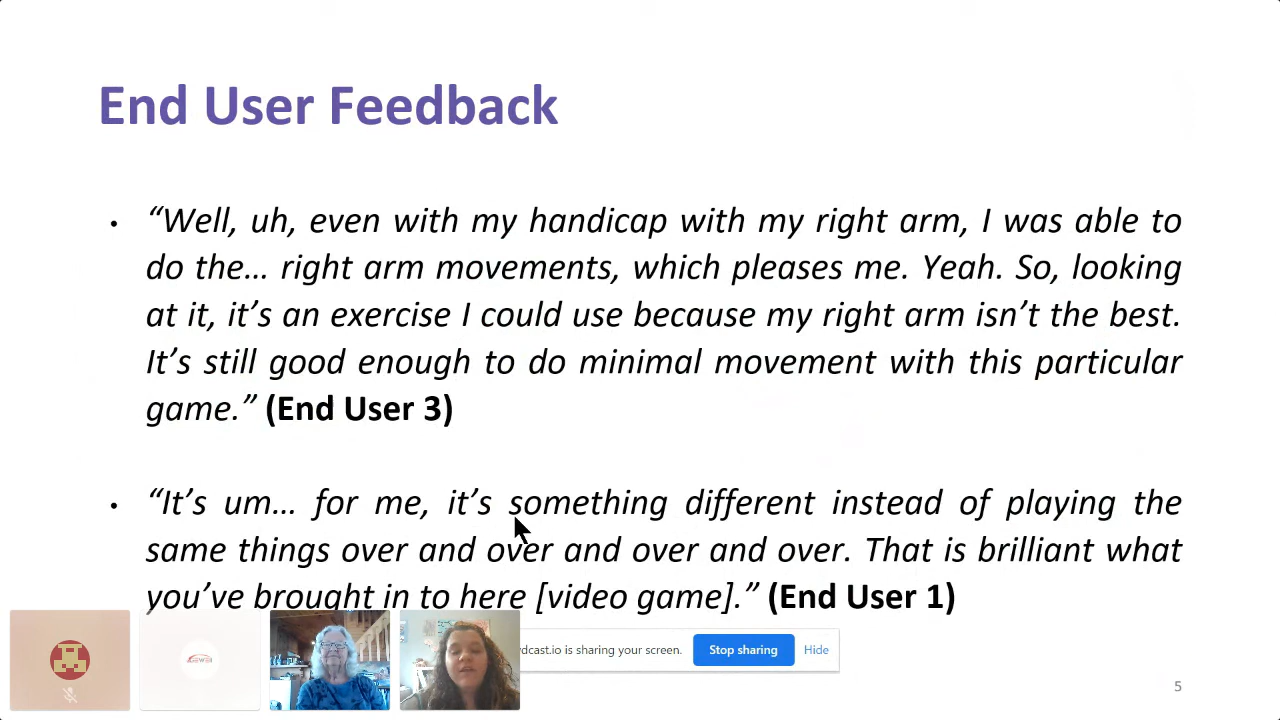 End User Feedback
• “Well, uh, even with my handicap with my right arm, I was able to
do the… right arm movements, which pleases me. Yeah. So, looking
at it, it’s an exercise I could use because my right arm isn’t the best.
It’s still good enough to do minimal movement with this particular
game.” (End User 3)
• “It’s um… for me, it’s something different instead of playing the
same things over and over and over and over. That is brilliant what
you’ve brought in to here [video game].” (End User 1)
is sharing your screen.
Stop sharing
Hide
5